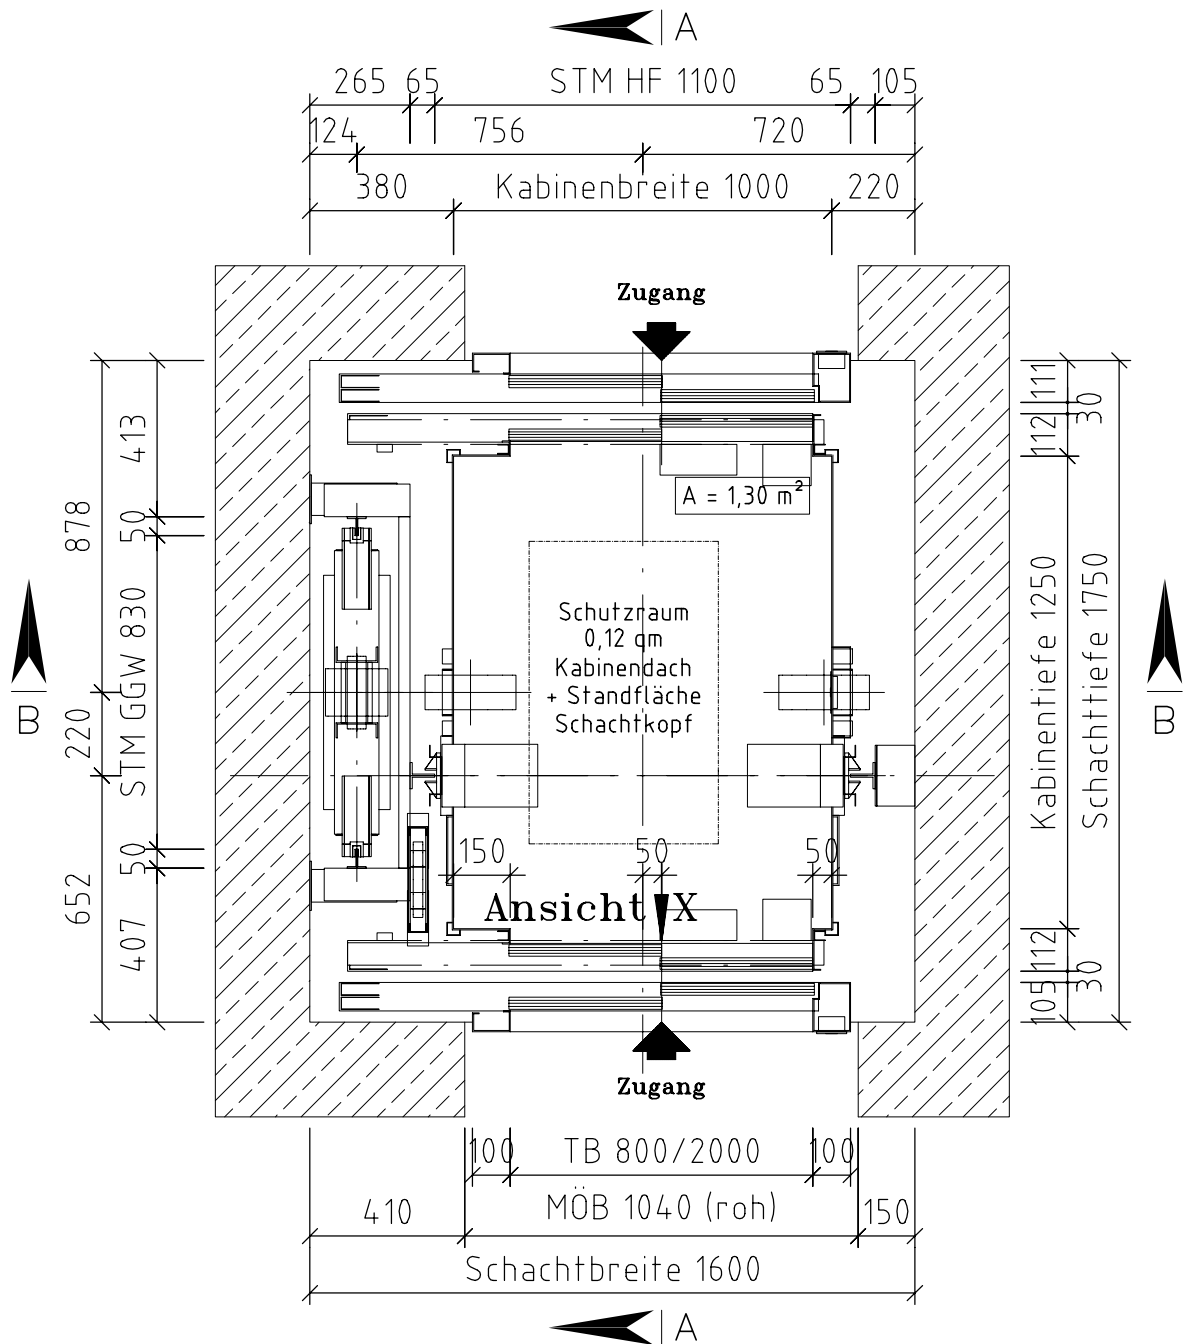 A
265 65 STM HF 1100 65 105
124 756 720
380 Kabinenbreite 1000 220
Zugang
A = 1,30 m²
Schutzraum
0,12 qm
Kabinendach
+ Standfläche
Schachtkopf
413
50
STM GGW 830
50
407
878
220
652
B
111
30
112
Kabinentiefe 1250
Schachttiefe 1750
112
30
105
B
150 50 50
Ansicht X
Zugang
100 TB 800/2000 100
410 MÖB 1040 (roh) 150
Schachtbreite 1600
A